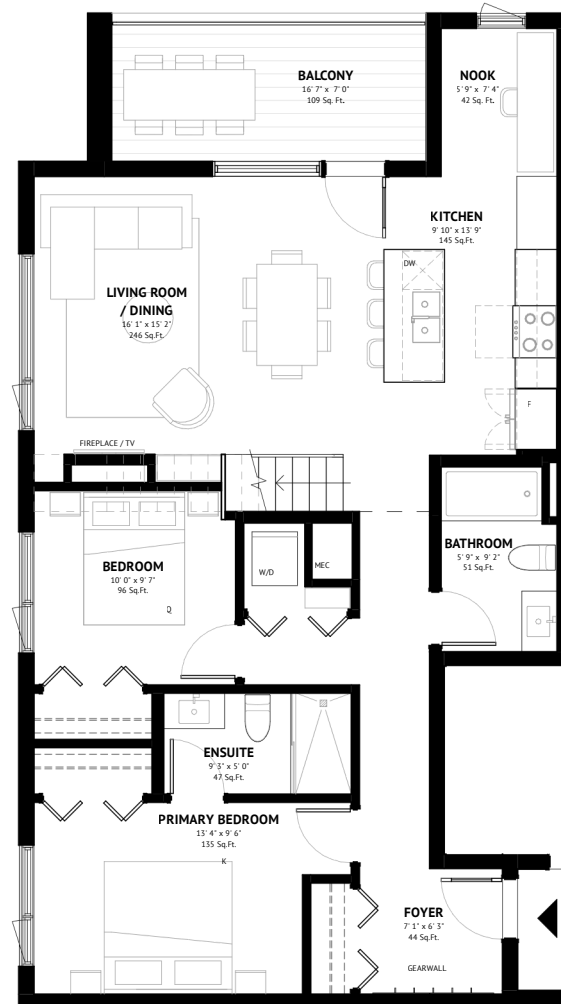 BALCONY
16' 7" x 7' 0"
109 Sq. Ft.
NOOK
5' 9" x 7' 4"
42 Sq. Ft.
KITCHEN
9' 10" x 13' 9"
145 Sq.Ft.
DW
LIVING ROOM
/ DINING
16' 1" x 15' 2"
246 Sq.Ft.
F
FIREPLACE / TV
BEDROOM
10' 0" x 9' 7"
96 Sq.Ft.
Q
W/D
MEC
BATHROOM
5' 9" x 9' 2"
51 Sq.Ft.
ENSUITE
9' 3" x 5' 0"
47 Sq.Ft.
PRIMARY BEDROOM
13' 4" x 9' 6"
135 Sq.Ft.
K
FOYER
7' 1" x 6' 3"
44 Sq.Ft.
GEARWALL